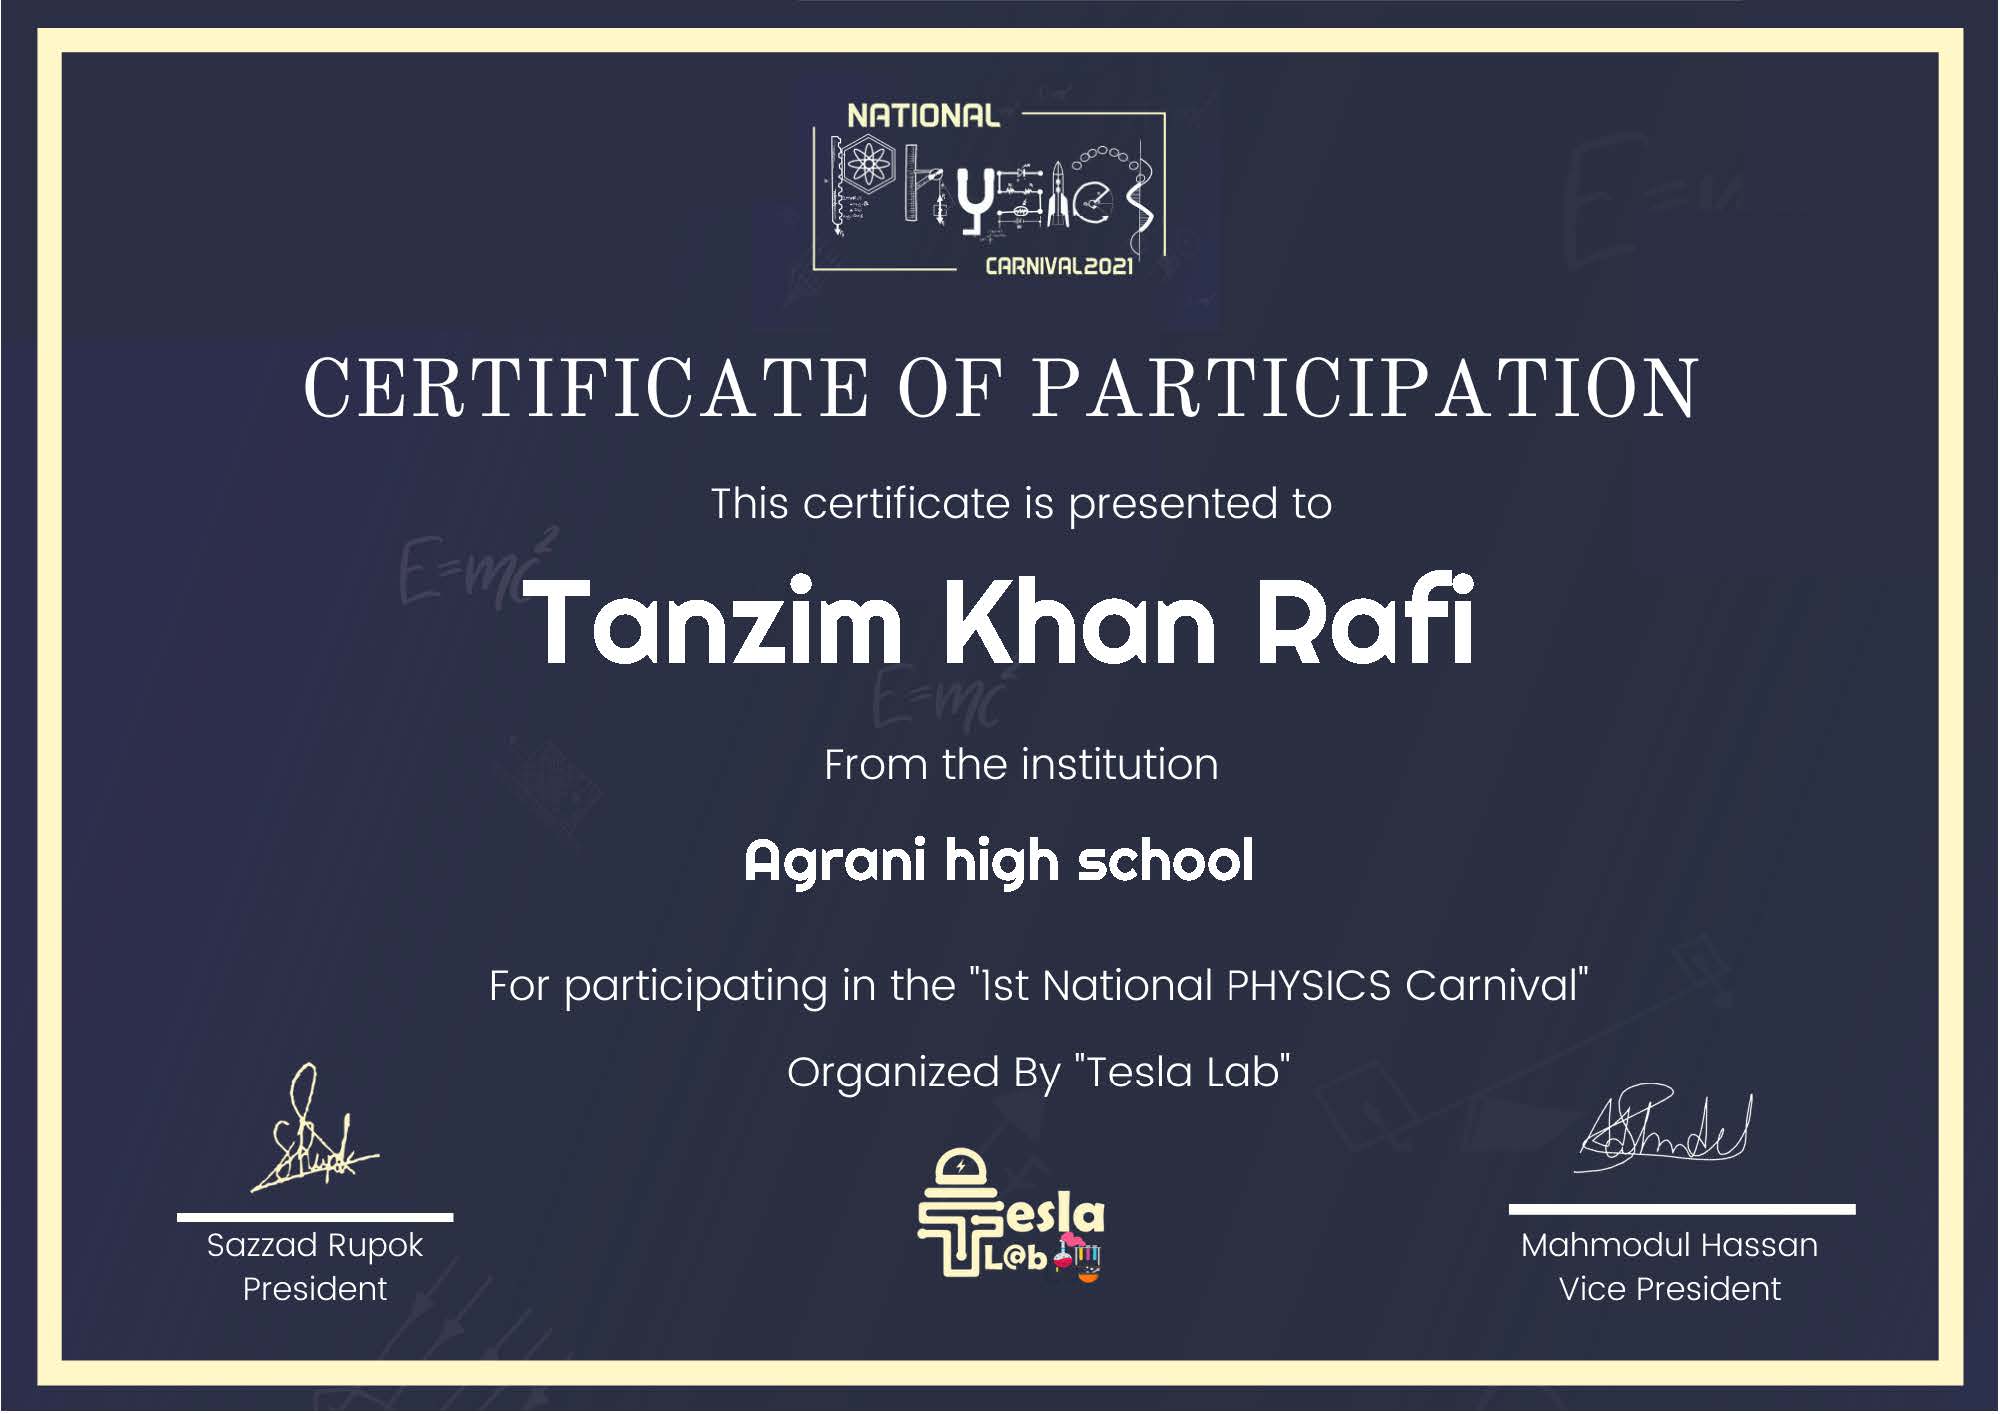 NATIONAL
Physics
CARNIVAL2021
E=m
CERTIFICATE OF PARTICIPATION
This certificate is presented to
E=mc²
Tanzim Khan Rafi
E=mc²
From the institution
Agrani high school
For participating in the "1st National PHYSICS Carnival"
Organized By "Tesla Lab"
Tesla
L@b
Sazzad Rupok
President
Mahmodul Hassan
Vice President